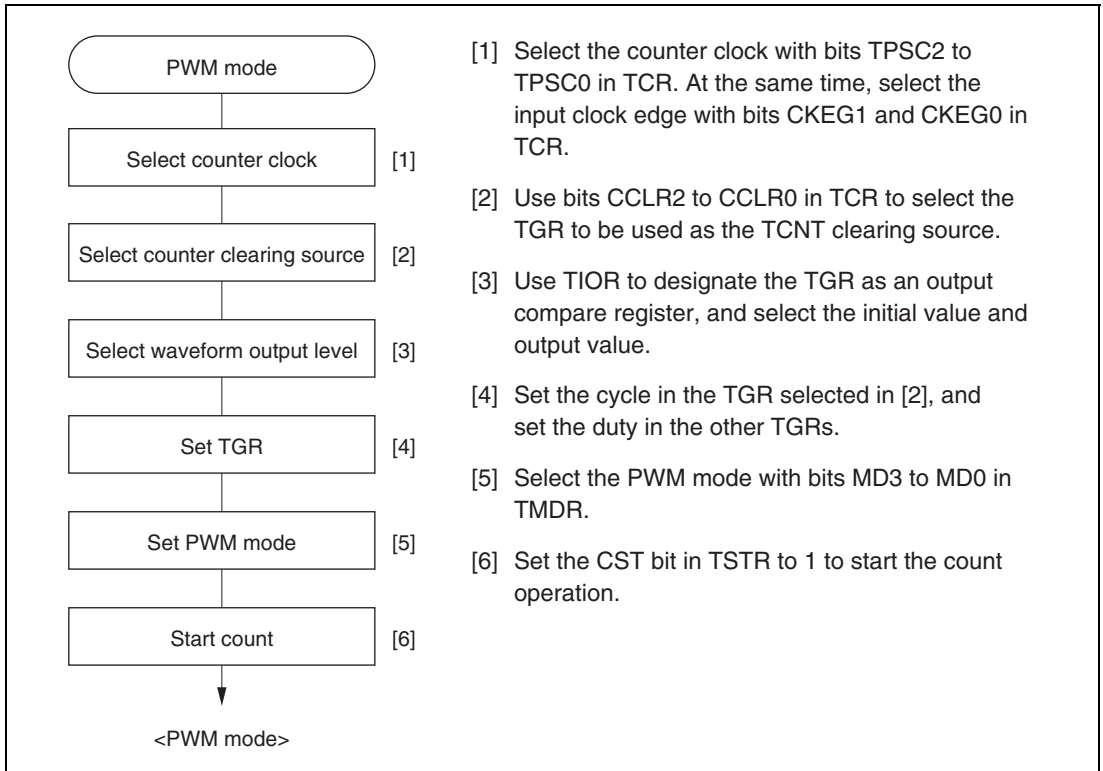 PWM mode
Select counter clock [1]
Select counter clearing source [2]
Select waveform output level [3]
Set TGR [4]
Set PWM mode [5]
Start count [6]
<PWM mode>
[1] Select the counter clock with bits TPSC2 to
TPSC0 in TCR. At the same time, select the
input clock edge with bits CKEG1 and CKEG0 in
TCR.
[2] Use bits CCLR2 to CCLR0 in TCR to select the
TGR to be used as the TCNT clearing source.
[3] Use TIOR to designate the TGR as an output
compare register, and select the initial value and
output value.
[4] Set the cycle in the TGR selected in [2], and
set the duty in the other TGRs.
[5] Select the PWM mode with bits MD3 to MD0 in
TMDR.
[6] Set the CST bit in TSTR to 1 to start the count
operation.